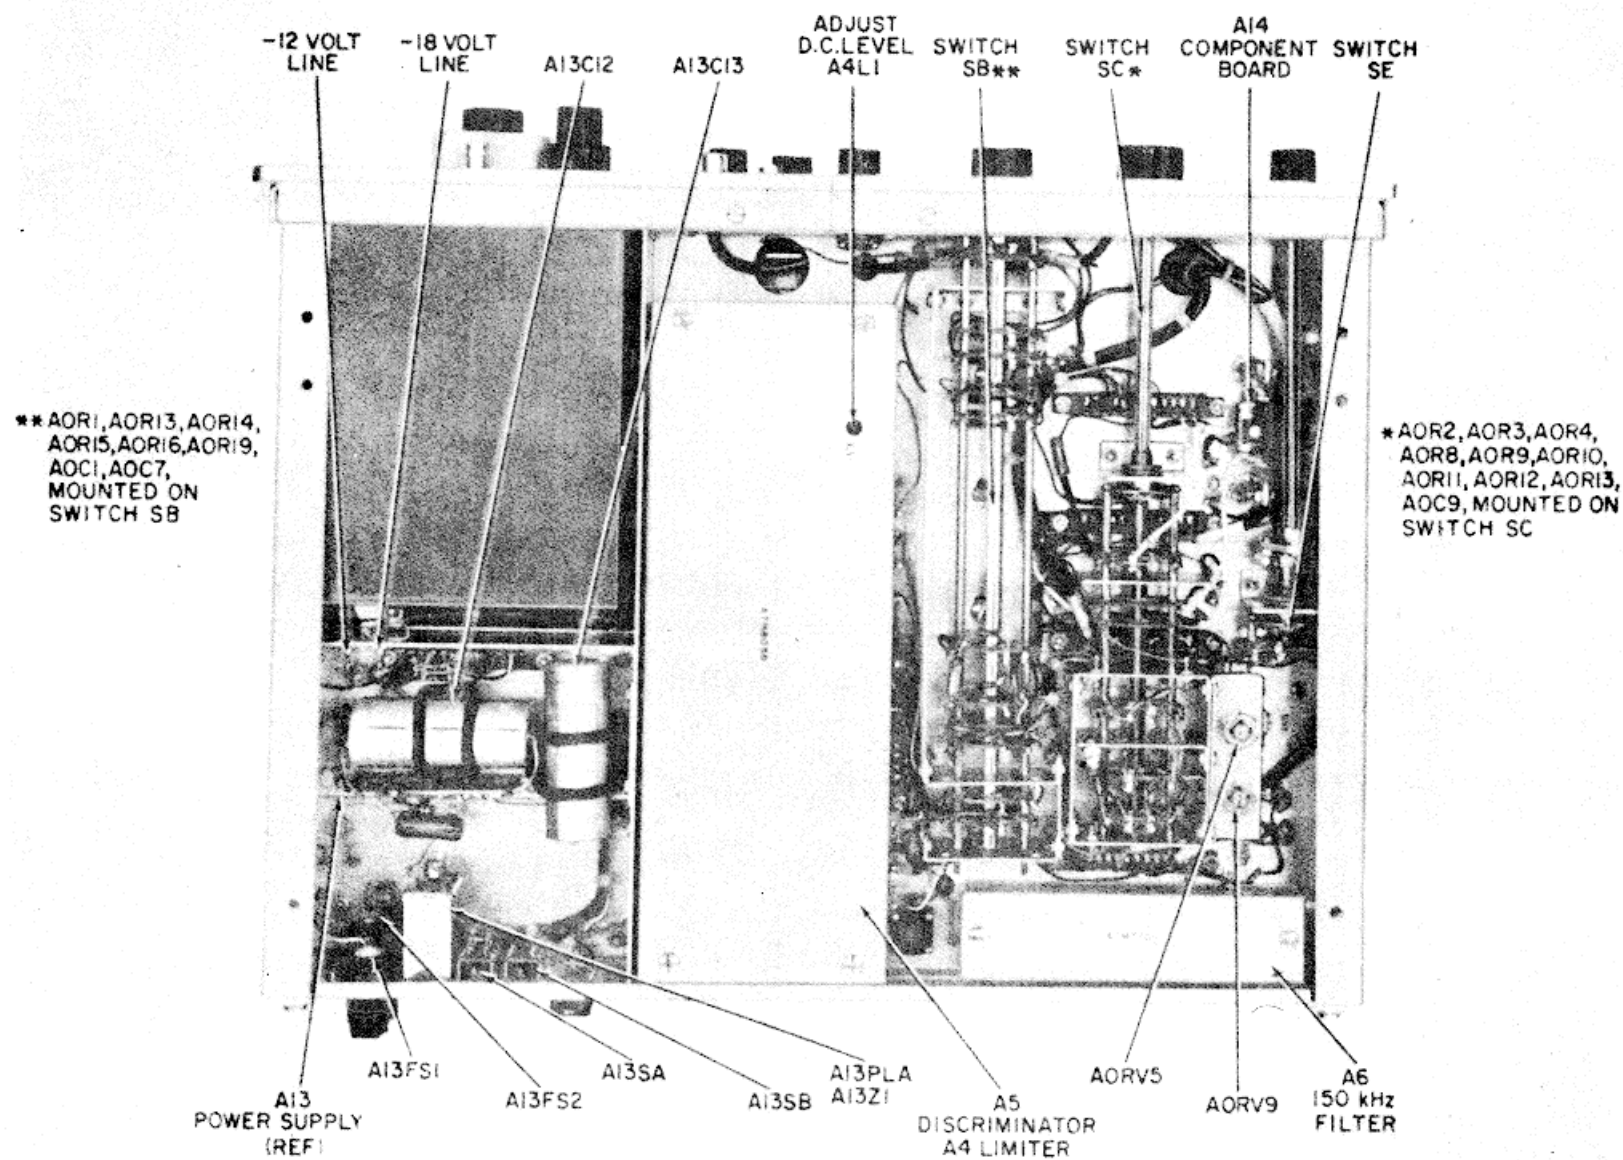 -12 VOLT
LINE
-18 VOLT
LINE
A13C12
A13C13
ADJUST
D.C. LEVEL
A4L1
SWITCH
SB**
SWITCH
SC*
A14
COMPONENT
BOARD
SWITCH
SE
**AOR1, AOR13, AOR14,
AOR15, AOR16, AOR19,
AOC1, AOC7,
MOUNTED ON
SWITCH SB
*AOR2, AOR3, AOR4,
AOR8, AOR9, AOR10,
AOR11, AOR12, AOR13,
AOC9, MOUNTED ON
SWITCH SC
A13
POWER SUPPLY
(REF)
A13FS1
A13FS2
A13SA
A13SB
A13PLA
A13Z1
A5
DISCRIMINATOR
A4 LIMITER
AORV5
AORV9
A6
150 kHz
FILTER